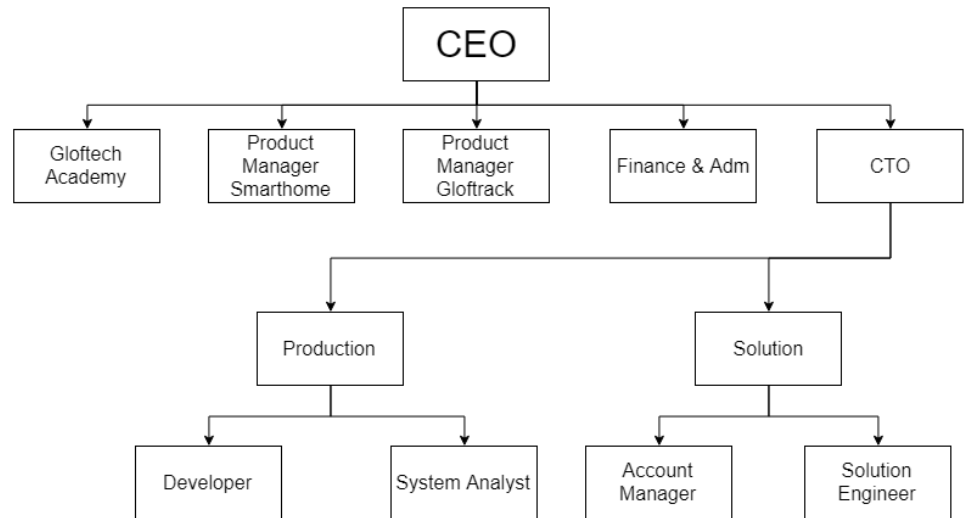 CEO
Gloftech
Academy
Product
Manager
Smarthome
Product
Manager
Gloftrack
Finance & Adm
CTO
Production
Solution
Developer
System Analyst
Account
Manager
Solution
Engineer